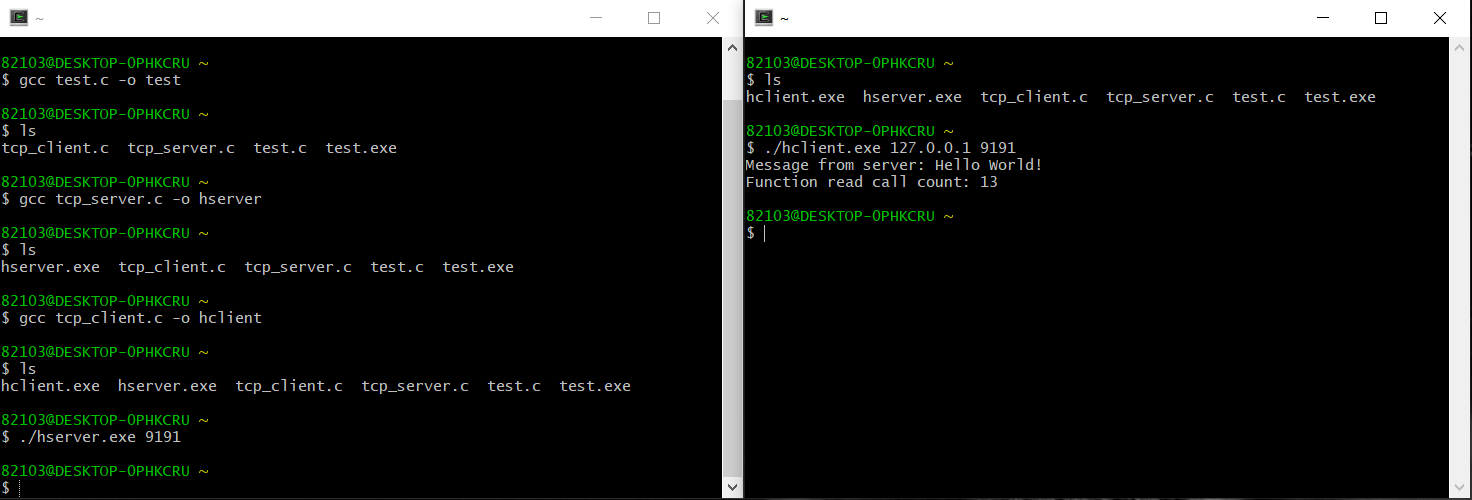 ~
82103@DESKTOP-OPHKCRU ~
$ gcc test.c -o test
82103@DESKTOP-OPHKCRU ~
$ ls
tcp_client.c tcp_server.c test.c test.exe
82103@DESKTOP-OPHKCRU ~
$ gcc tcp_server.c -o hserver
82103@DESKTOP-OPHKCRU ~
$ ls
hserver.exe tcp_client.c tcp_server.c test.c test.exe
82103@DESKTOP-OPHKCRU ~
$ gcc tcp_client.c -o hclient
82103@DESKTOP-OPHKCRU ~
$ ls
hclient.exe hserver.exe tcp_client.c tcp_server.c test.c test.exe
82103@DESKTOP-OPHKCRU ~
$ ./hserver.exe 9191
82103@DESKTOP-OPHKCRU ~
$
~
82103@DESKTOP-OPHKCRU ~
$ ls
hclient.exe hserver.exe tcp_client.c tcp_server.c test.c test.exe
82103@DESKTOP-OPHKCRU ~
$ ./hclient.exe 127.0.0.1 9191
Message from server: Hello World!
Function read call count: 13
82103@DESKTOP-OPHKCRU ~
$